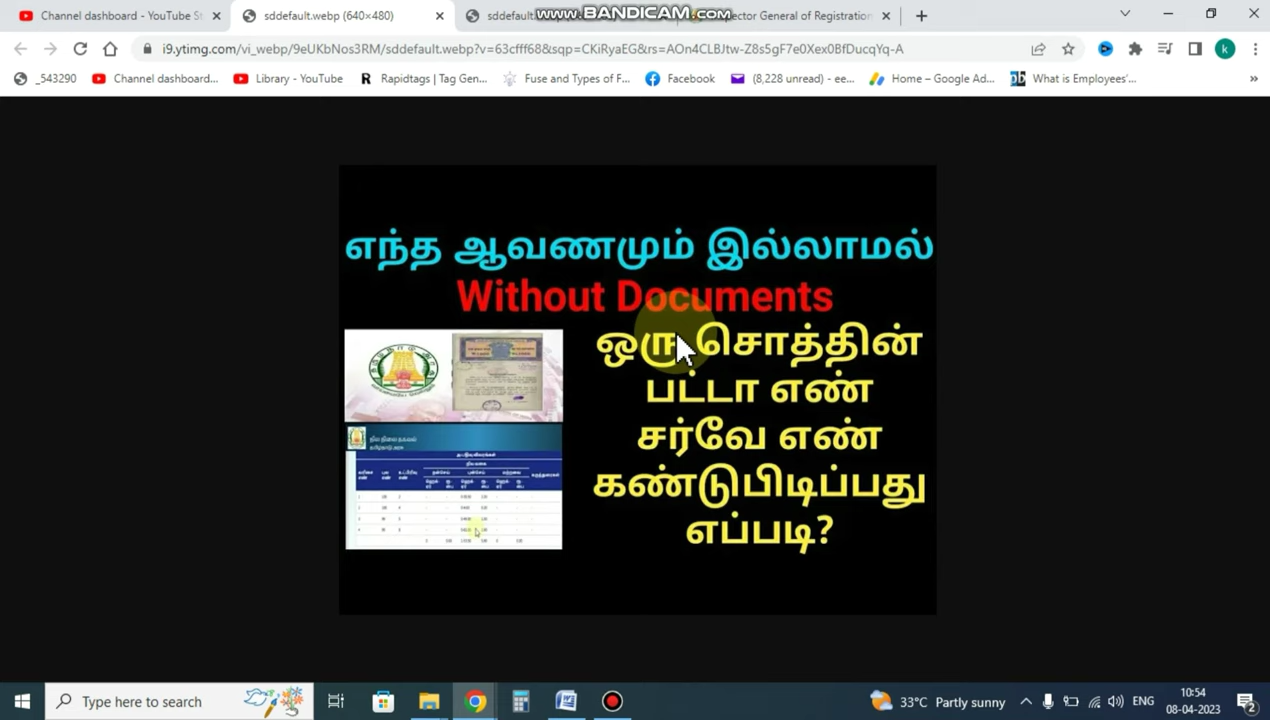 Channel dashboard - YouTube St
sddefault.webp (640×480)
sddefault.
www.BANDICAM.com
ector General of Registration
i9.ytimg.com/vi_webp/9eUKbNos3RM/sddefault.webp?v=63cfff68&sqp=CKiRyaEG&rs=AOn4CLBJtw-Z8s5gF7e0Xex0BfDucqYq-A
_543290
Channel dashboard...
Library - YouTube
Rapidtags | Tag Gen...
Fuse and Types of F...
Facebook
(8,228 unread) - ee...
Home – Google Ad...
What is Employees'...
எந்த ஆவணமும் இல்லாமல்
Without Documents
ஒரு சொத்தின்
பட்டா எண்
சர்வே எண்
கண்டுபிடிப்பது
எப்படி?
நில நிலை தகவல்
Type here to search
33°C Partly sunny
ENG
10:54
08-04-2023
2